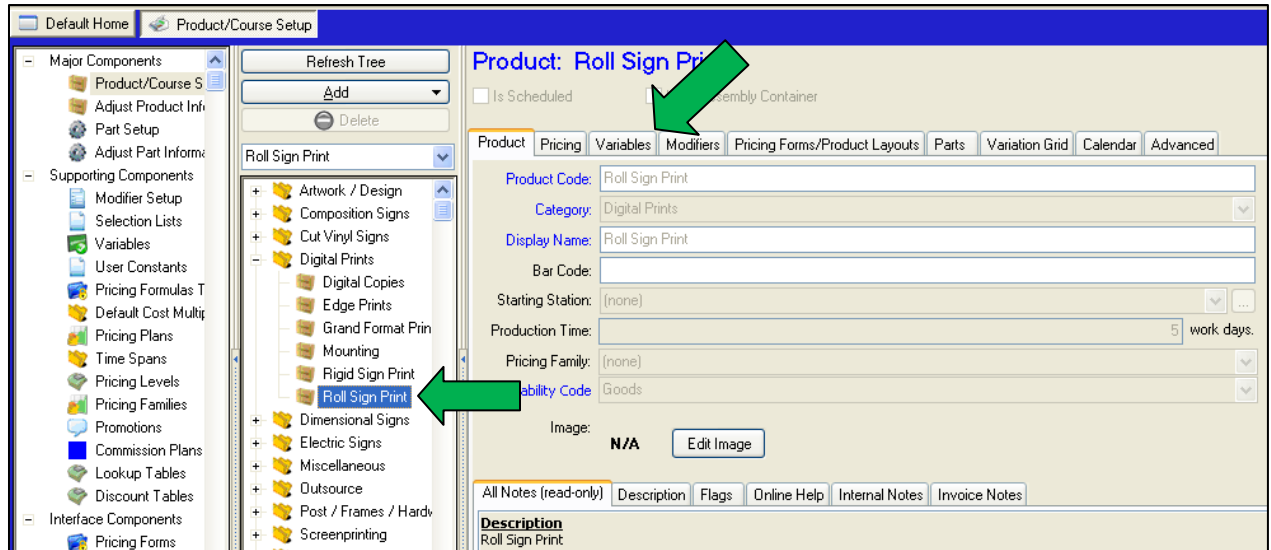 Default Home
Product/Course Setup
Major Components
Product/Course S
Adjust Product Inf
Part Setup
Adjust Part Informa
Supporting Components
Modifier Setup
Selection Lists
Variables
User Constants
Pricing Formulas T
Default Cost Multip
Pricing Plans
Time Spans
Pricing Levels
Pricing Families
Promotions
Commission Plans
Lookup Tables
Discount Tables
Interface Components
Pricing Forms
Refresh Tree
Add
Delete
Roll Sign Print
Artwork / Design
Composition Signs
Cut Vinyl Signs
Digital Prints
Digital Copies
Edge Prints
Grand Format Prin
Mounting
Rigid Sign Print
Roll Sign Print
Dimensional Signs
Electric Signs
Miscellaneous
Outsource
Post / Frames / Hardw
Screenprinting
Product: Roll Sign Pri
Is Scheduled
sembly Container
Product Pricing Variables Modifiers Pricing Forms/Product Layouts Parts Variation Grid Calendar Advanced
Product Code: Roll Sign Print
Category: Digital Prints
Display Name: Roll Sign Print
Bar Code:
Starting Station: (none) ...
Production Time: 5 work days.
Pricing Family: (none)
ability Code Goods
Image:
N/A Edit Image
All Notes (read-only) Description Flags Online Help Internal Notes Invoice Notes
Description
Roll Sign Print